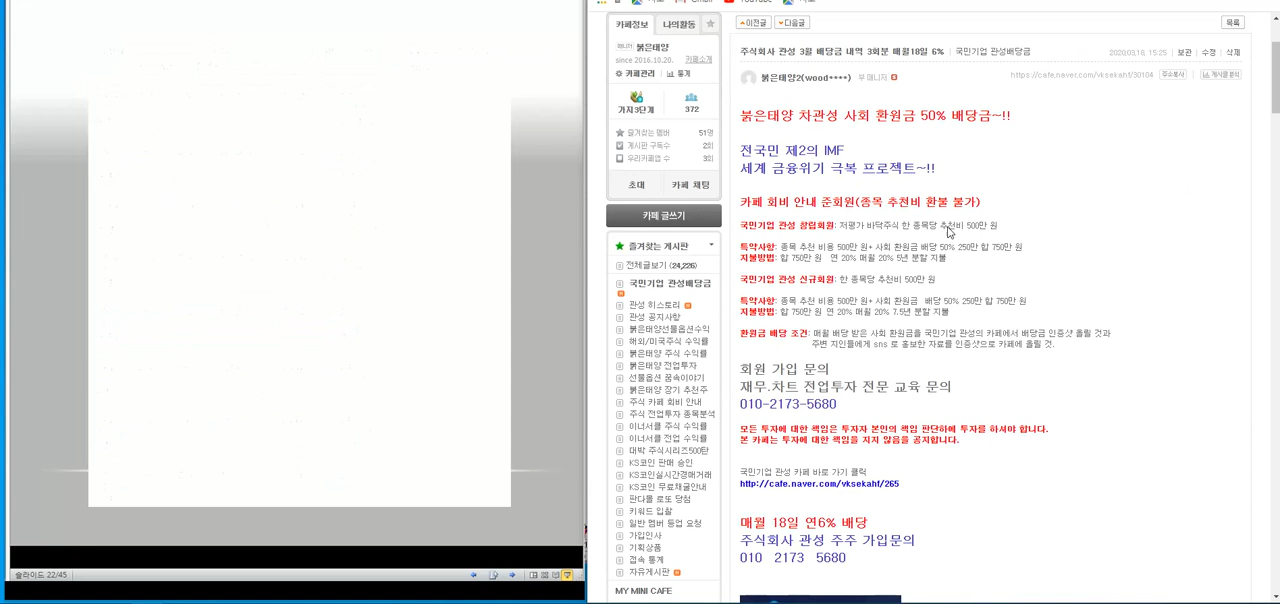 카페정보
나의활동
매니저 붉은태양
since 2016.10.20.
카페소개
카페관리
통계
가지3단계
372
즐겨찾는 멤버 51명
게시판 구독수 2회
우리카페앱 수 3회
초대
카페 채팅
카페 글쓰기
즐겨찾는 게시판
전체글보기 (24,226)
국민기업 관성배당금
관성 히스토리
관성 공지사항
붉은태양선물옵션수익
해외/미국주식 수익률
붉은태양 주식 수익률
붉은태양 전업투자
선물옵션 꿈속이야기
붉은태양 장기 추천주
주식 카페 회비 안내
주식 전업투자 종목분석
이너서클 주식 수익률
이너서클 전업 수익률
대박 주식시리즈500탄
KS코인 판매 승인
KS코인실시간경매거래
KS코인 무료채굴안내
판다몰 로또 당첨
키워드 입찰
일반 멤버 등업 요청
가입인사
기획상품
접속 통계
자유게시판
MY MINI CAFE
이전글
다음글
목록
주식회사 관성 3월 배당금 내역 3회분 매월18일 6% | 국민기업 관성배당금
2020.03.18. 15:25
보관
수정
삭제
붉은태양2(wood****) 부매니저
https://cafe.naver.com/vksekahf/30104
주소복사
게시글 분석
붉은태양 차관성 사회 환원금 50% 배당금~!!
전국민 제2의 IMF
세계 금융위기 극복 프로젝트~!!
카페 회비 안내 준회원(종목 추천비 환불 불가)
국민기업 관성 창립회원: 저평가 바닥주식 한 종목당 추천비 500만 원
특약사항: 종목 추천 비용 500만 원+ 사회 환원금 배당 50% 250만 합 750만 원
지불방법: 합 750만 원 연 20% 매월 20% 5년 분할 지불
국민기업 관성 신규회원: 한 종목당 추천비 500만 원
특약사항: 종목 추천 비용 500만 원+ 사회 환원금 배당 50% 250만 합 750만 원
지불방법: 합 750만 원 연 20% 매월 20% 7.5년 분할 지불
환원금 배당 조건: 매월 배당 받은 사회 환원금을 국민기업 관성의 카페에서 배당금 인증샷 올릴 것과
주변 지인들에게 sns 로 홍보한 자료를 인증샷으로 카페에 올릴 것.
회원 가입 문의
재무.차트 전업투자 전문 교육 문의
010-2173-5680
모든 투자에 대한 책임은 투자자 본인의 책임 판단하에 투자를 하셔야 합니다.
본 카페는 투자에 대한 책임을 지지 않음을 공지합니다.
국민기업 관성 카페 바로 가기 클릭
http://cafe.naver.com/vksekahf/265
매월 18일 연6% 배당
주식회사 관성 주주 가입문의
010 2173 5680
슬라이드 22/45